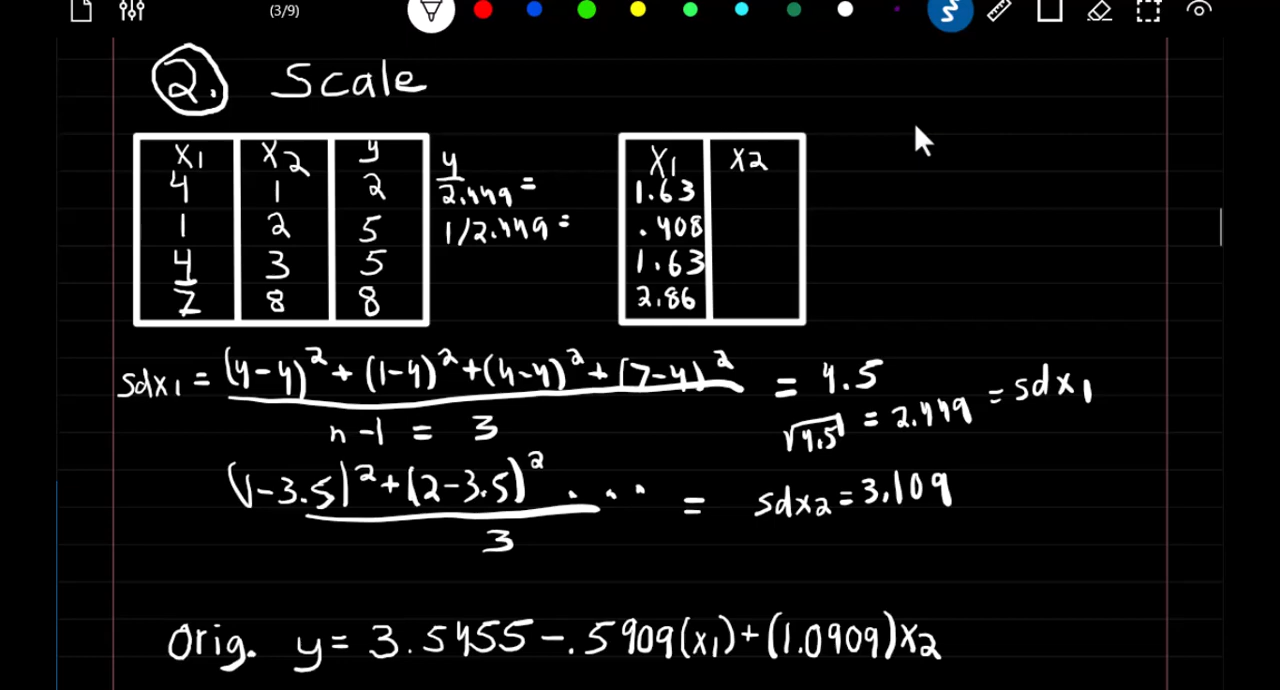 (3/9)
2. Scale
x1 x2 y
4 1 2
1 2 5
4 3 5
7 8 8
4/2.449 =
1/2.449 =
x1 x2
1.63
.408
1.63
2.86
sdx1 = (4-4)² + (1-4)² + (4-4)² + (7-4)² / n-1 = 3 = 4.5
√4.5 = 2.449 = sdx1
(1-3.5)² + (2-3.5)² ... / 3 = sdx2 = 3.109
Orig. y = 3.5455 - .5909(x1) + (1.0909)x2